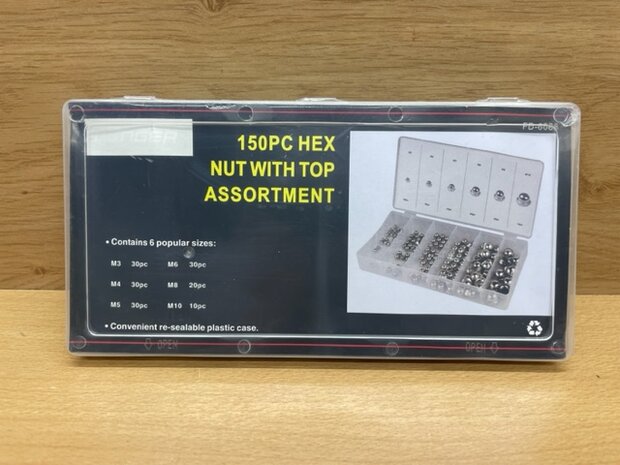 150PC HEX
NUT WITH TOP
ASSORTMENT
• Contains 6 popular sizes:
M3 30pc M6 30pc
M4 30pc M8 20pc
M5 30pc M10 10pc
• Convenient re-sealable plastic case.
OPEN OPEN